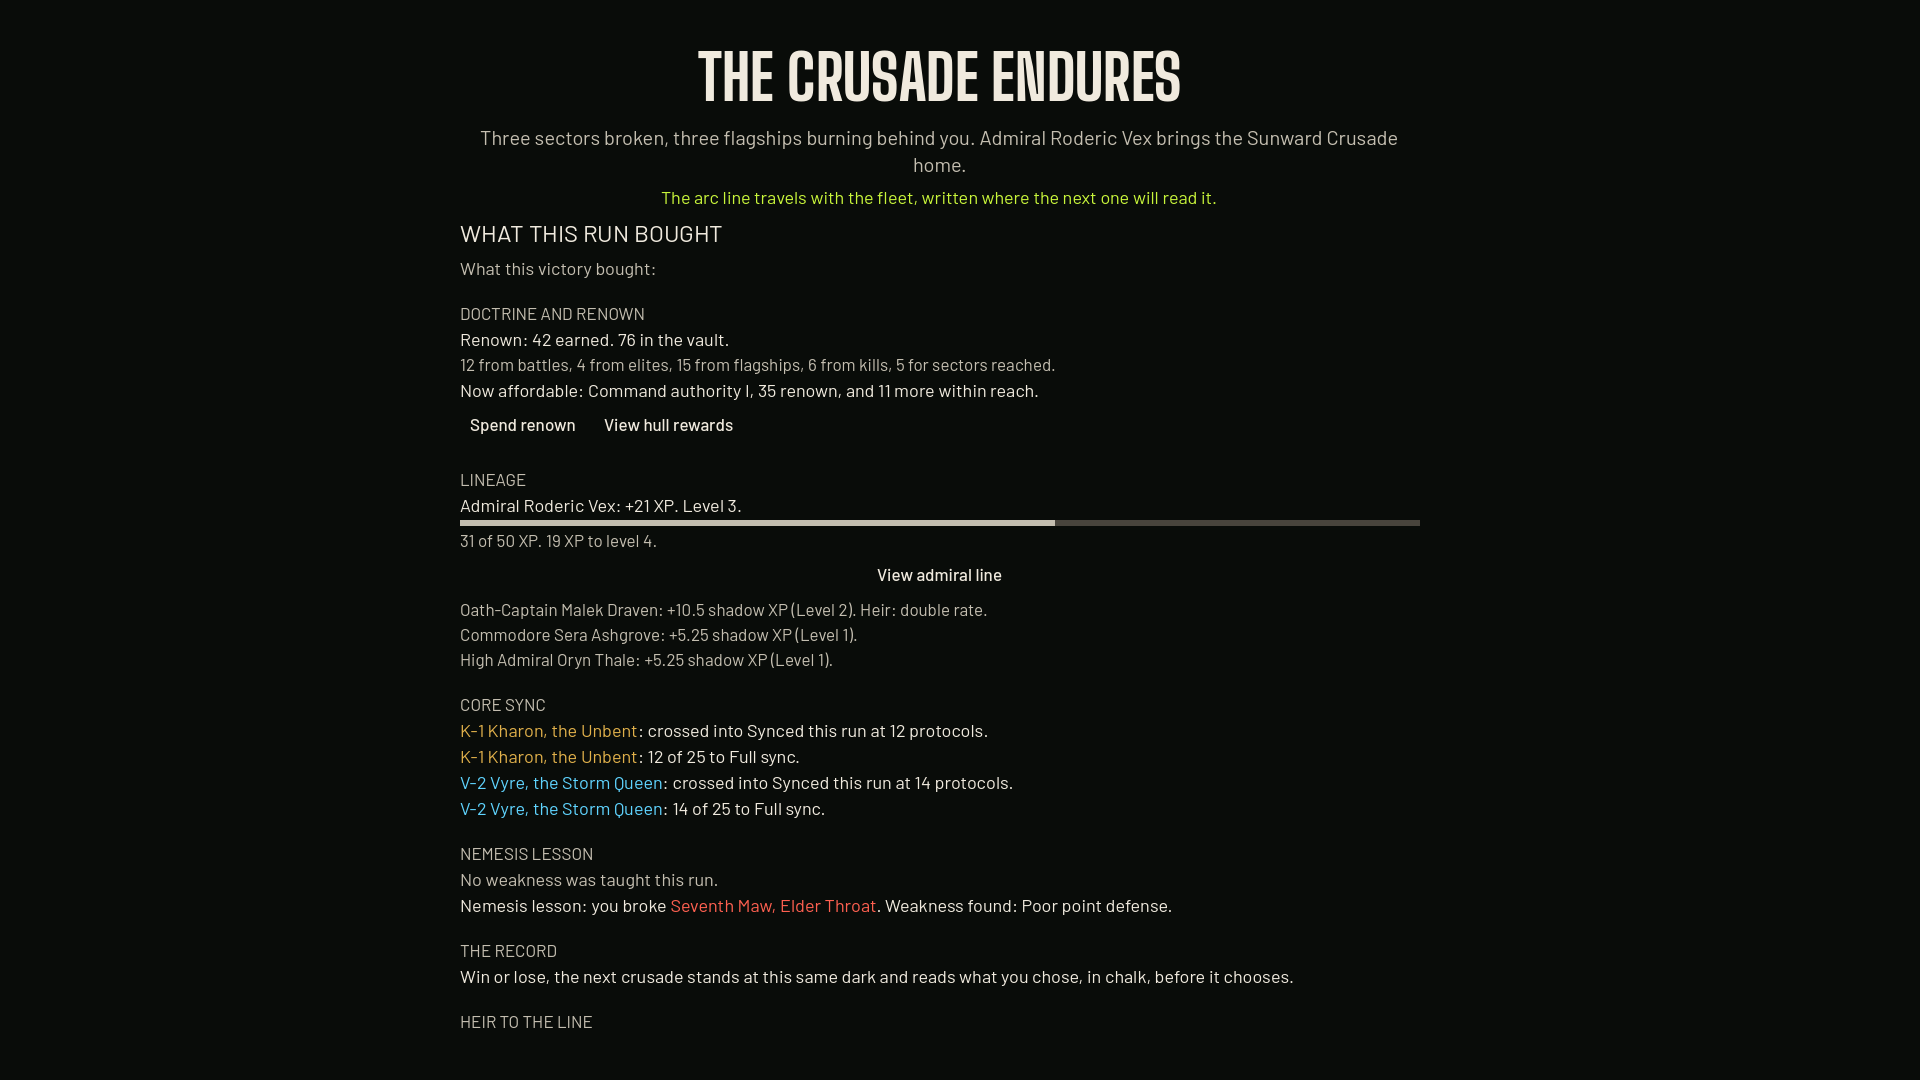 THE CRUSADE ENDURES
Three sectors broken, three flagships burning behind you. Admiral Roderic Vex brings the Sunward Crusade
home.
The arc line travels with the fleet, written where the next one will read it.
WHAT THIS RUN BOUGHT
What this victory bought:
DOCTRINE AND RENOWN
Renown: 42 earned. 76 in the vault.
12 from battles, 4 from elites, 15 from flagships, 6 from kills, 5 for sectors reached.
Now affordable: Command authority I, 35 renown, and 11 more within reach.
Spend renown View hull rewards
LINEAGE
Admiral Roderic Vex: +21 XP. Level 3.
31 of 50 XP. 19 XP to level 4.
View admiral line
Oath-Captain Malek Draven: +10.5 shadow XP (Level 2). Heir: double rate.
Commodore Sera Ashgrove: +5.25 shadow XP (Level 1).
High Admiral Oryn Thale: +5.25 shadow XP (Level 1).
CORE SYNC
K-1 Kharon, the Unbent: crossed into Synced this run at 12 protocols.
K-1 Kharon, the Unbent: 12 of 25 to Full sync.
V-2 Vyre, the Storm Queen: crossed into Synced this run at 14 protocols.
V-2 Vyre, the Storm Queen: 14 of 25 to Full sync.
NEMESIS LESSON
No weakness was taught this run.
Nemesis lesson: you broke Seventh Maw, Elder Throat. Weakness found: Poor point defense.
THE RECORD
Win or lose, the next crusade stands at this same dark and reads what you chose, in chalk, before it chooses.
HEIR TO THE LINE